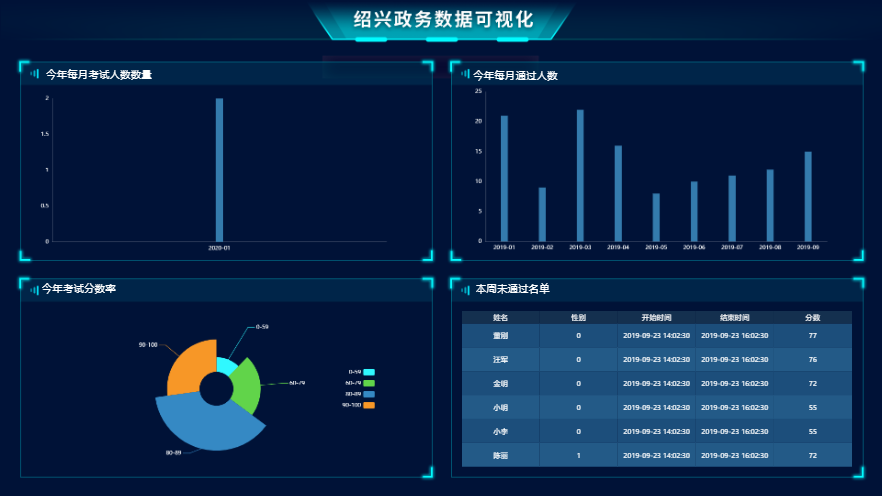 绍兴政务数据可视化
今年每月考试人数数量
2
1.5
1
0.5
0
2020-01
今年每月通过人数
25
20
15
10
5
0
2019-01 2019-02 2019-03 2019-04 2019-05 2019-06 2019-07 2019-08 2019-09
今年考试分数率
0-59
90-100
60-79
80-89
0-59
60-79
80-89
90-100
本周未通过名单
姓名 性别 开始时间 结束时间 分数
董刚 0 2019-09-23 14:02:30 2019-09-23 16:02:30 77
汪军 0 2019-09-23 14:02:30 2019-09-23 16:02:30 76
金明 0 2019-09-23 14:02:30 2019-09-23 16:02:30 72
小明 0 2019-09-23 14:02:30 2019-09-23 16:02:30 55
小李 0 2019-09-23 14:02:30 2019-09-23 16:02:30 55
陈丽 1 2019-09-23 14:02:30 2019-09-23 16:02:30 72